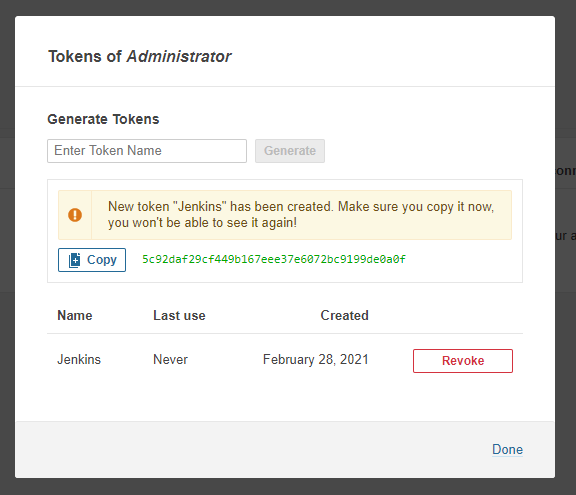 Tokens of Administrator
Generate Tokens
Enter Token Name
Generate
New token "Jenkins" has been created. Make sure you copy it now,
you won't be able to see it again!
Copy
5c92daf29cf449b167eee37e6072bc9199de0a0f
Name Last use Created
Jenkins Never February 28, 2021 Revoke
Done
onn
ur a